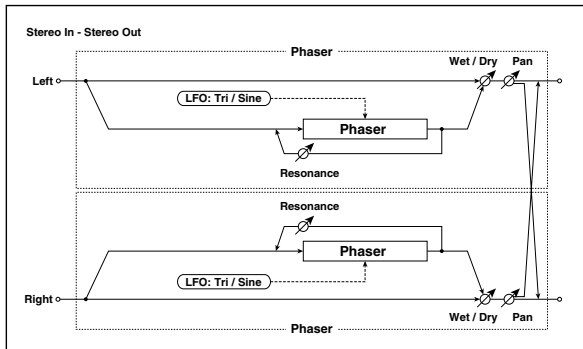 Stereo In - Stereo Out
Phaser
Wet / Dry Pan
Left
LFO: Tri / Sine
Phaser
Resonance
Resonance
Phaser
LFO: Tri / Sine
Right
Wet / Dry Pan
Phaser